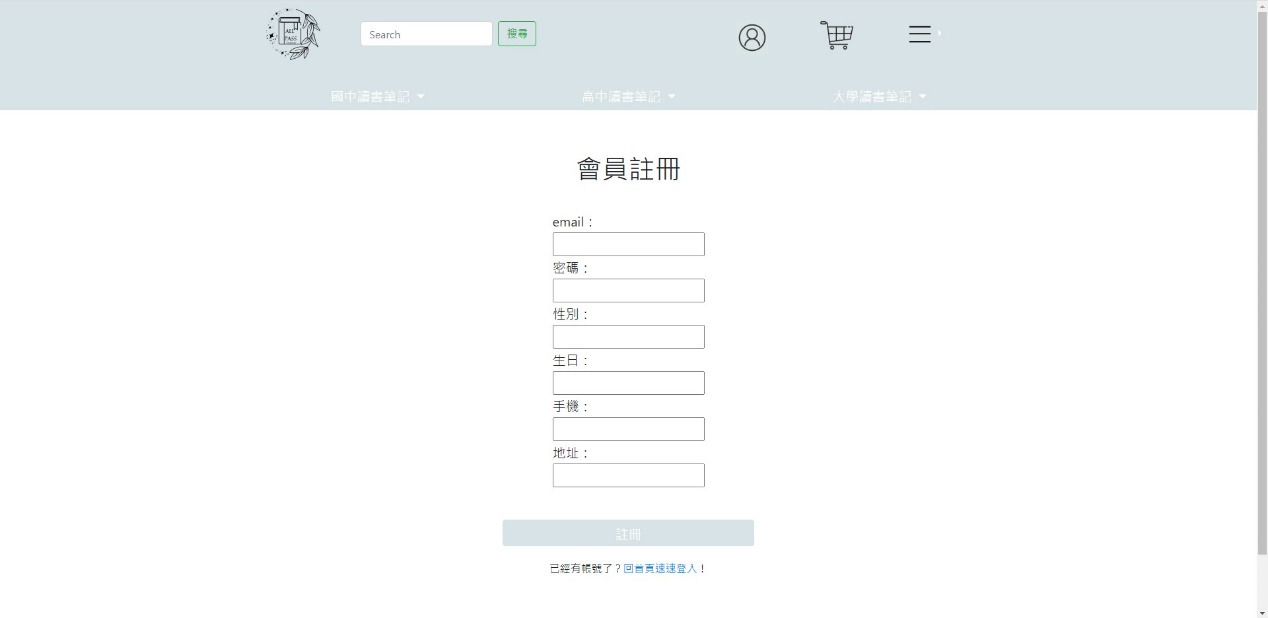 ALL
PASS
Search 搜尋
國中讀書筆記 高中讀書筆記 大學讀書筆記
會員註冊
email：
密碼：
性別：
生日：
手機：
地址：
註冊
已經有帳號了？回首頁速速登入！